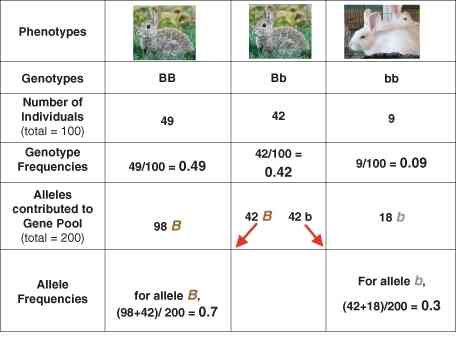 Phenotypes
Genotypes
BB
Bb
bb
Number of
Individuals
(total = 100)
49
42
9
Genotype
Frequencies
49/100 = 0.49
42/100 =
0.42
9/100 = 0.09
Alleles
contributed to
Gene Pool
(total = 200)
98 B
42 B 42 b
18 b
Allele
Frequencies
for allele B,
(98+42)/ 200 = 0.7
For allele b,
(42+18)/200 = 0.3